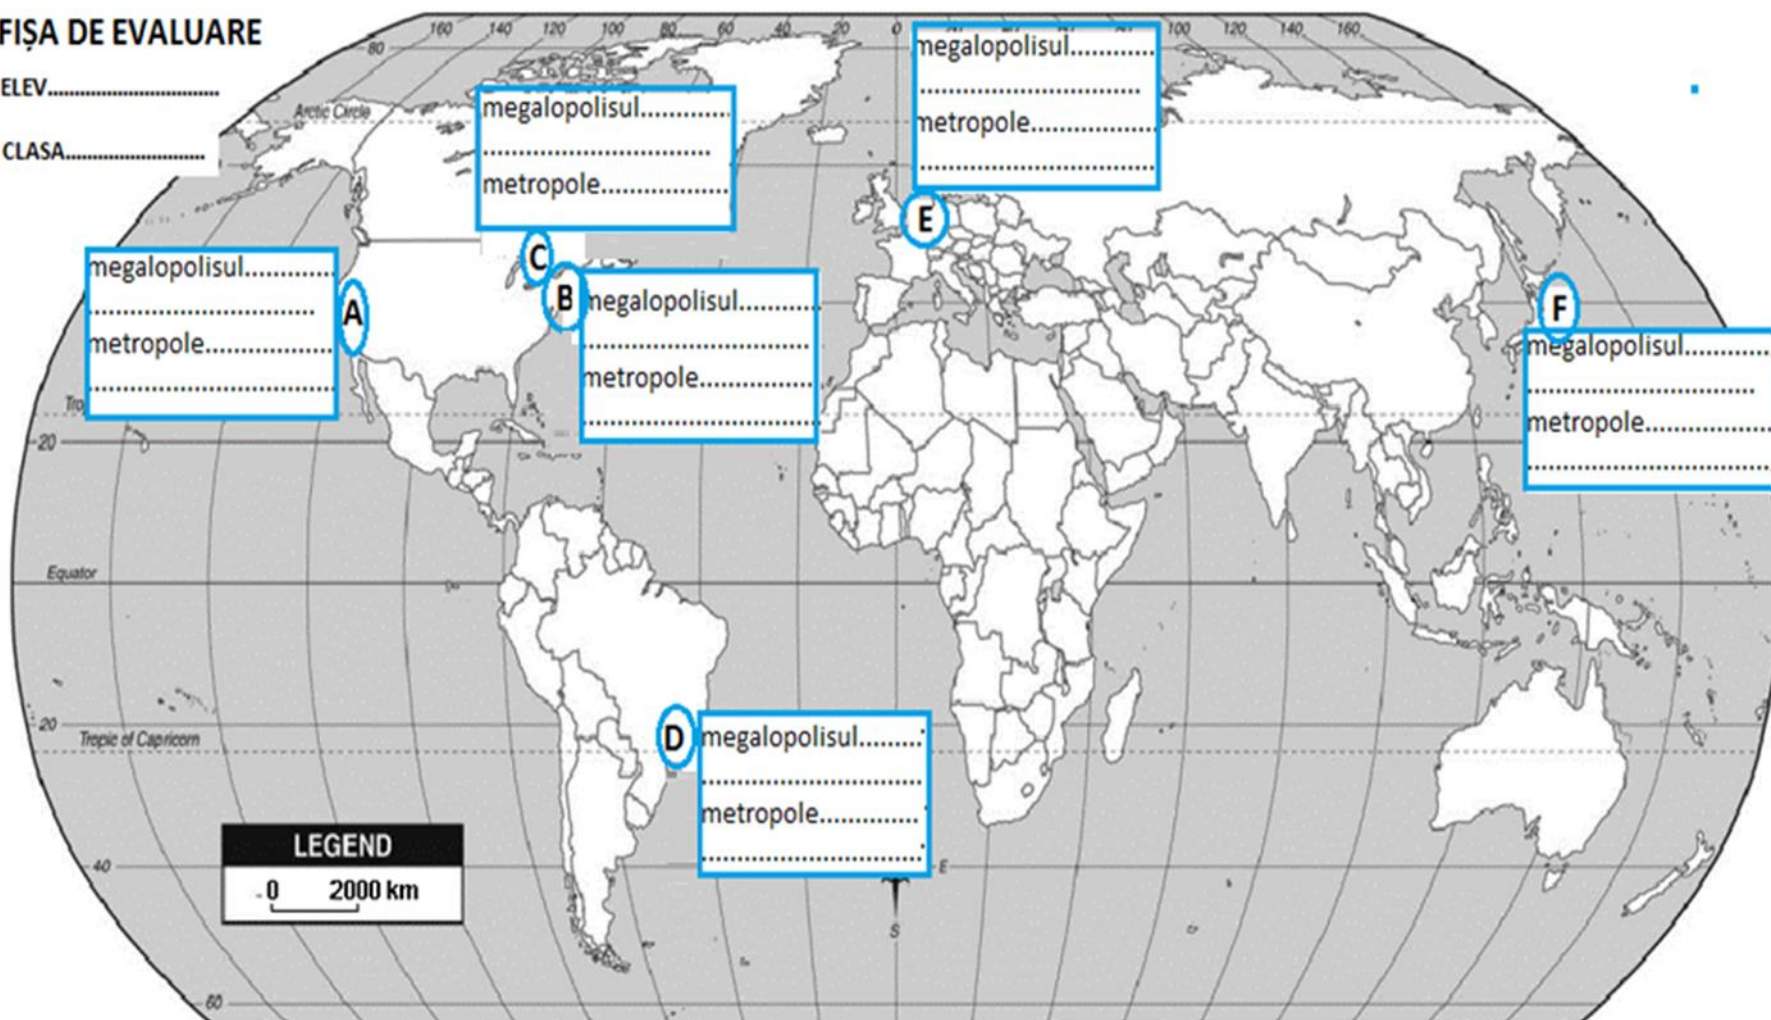 FIȘA DE EVALUARE
ELEV................................
CLASA...........................
160 140 120 100 80 60 40 20 0 100 120 140 160
80
Arctic Circle
megalopolisul............
..............................
metropole.................
megalopolisul...........
.............................
metropole................
...............................
megalopolisul............
..............................
metropole.................
.................................
A
C
B
E
F
megalopolisul..........
..............................
metropole...............
...............................
megalopolisul...........
..............................
metropole................
................................
20
Equator
20
Tropic of Capricorn
D
megalopolisul........
.............................
metropole.............
.............................
LEGEND
0 2000 km
40
E
S
60